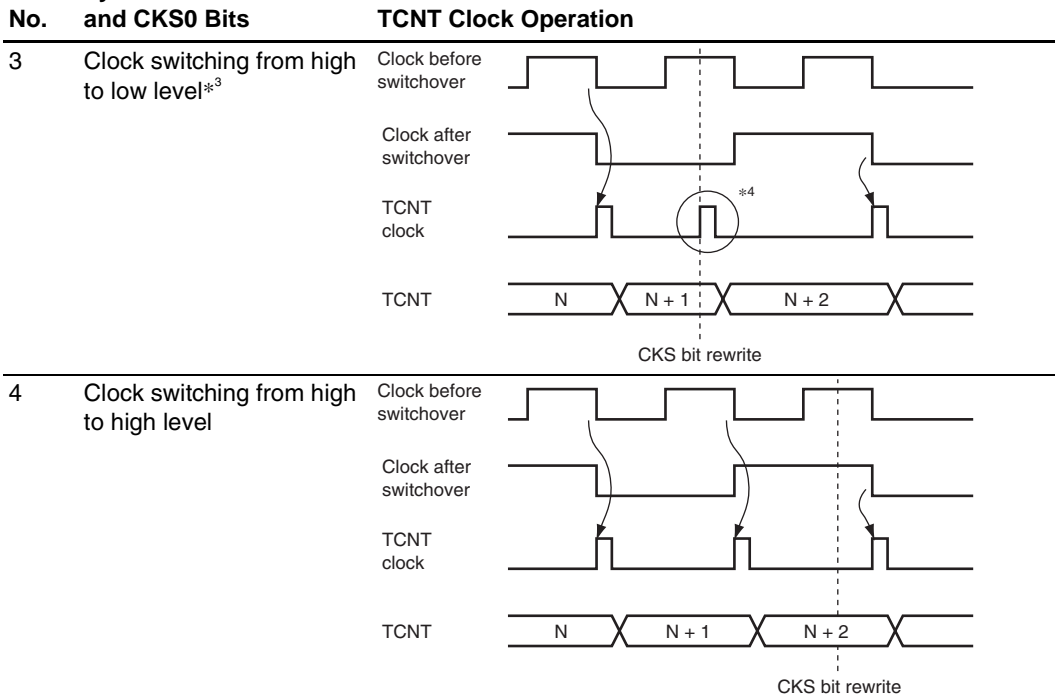 No. and CKS0 Bits TCNT Clock Operation
3 Clock switching from high to low level*3
Clock before switchover
Clock after switchover
TCNT clock
*4
TCNT N N + 1 N + 2
CKS bit rewrite
4 Clock switching from high to high level
Clock before switchover
Clock after switchover
TCNT clock
TCNT N N + 1 N + 2
CKS bit rewrite